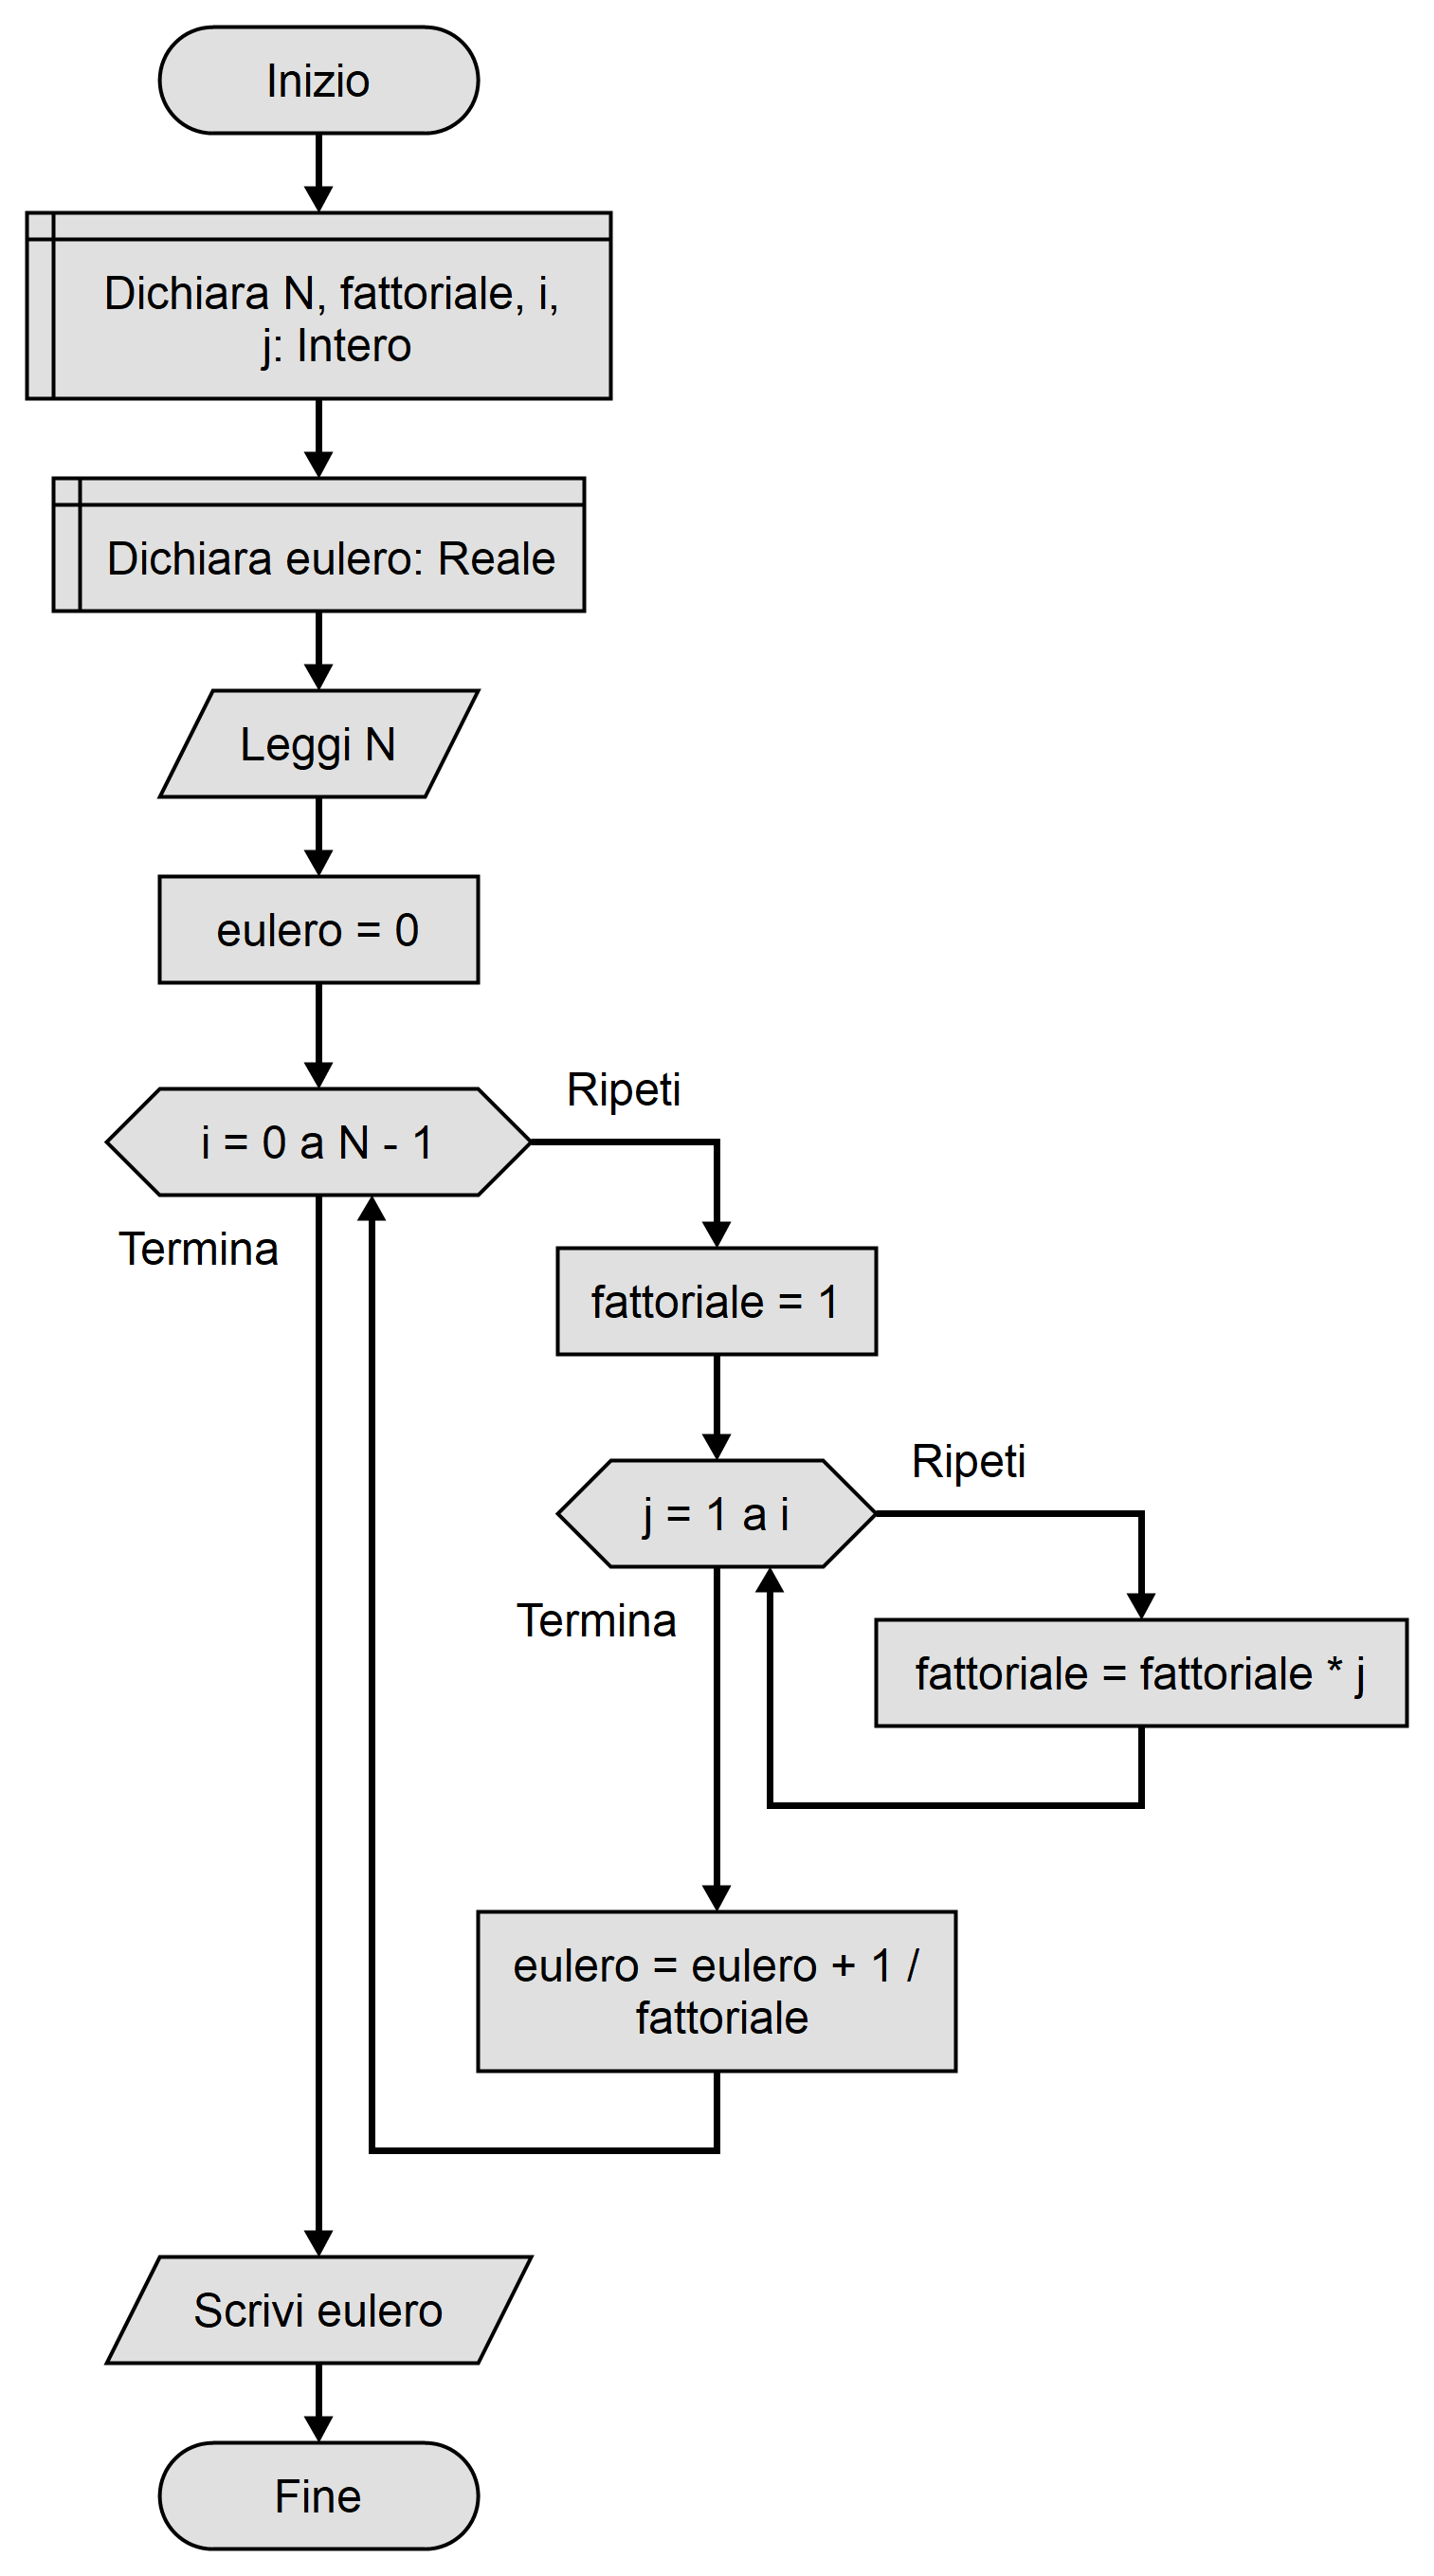 Inizio
Dichiara N, fattoriale, i,
j: Intero
Dichiara eulero: Reale
Leggi N
eulero = 0
i = 0 a N - 1
Ripeti
Termina
fattoriale = 1
j = 1 a i
Ripeti
Termina
fattoriale = fattoriale * j
eulero = eulero + 1 /
fattoriale
Scrivi eulero
Fine